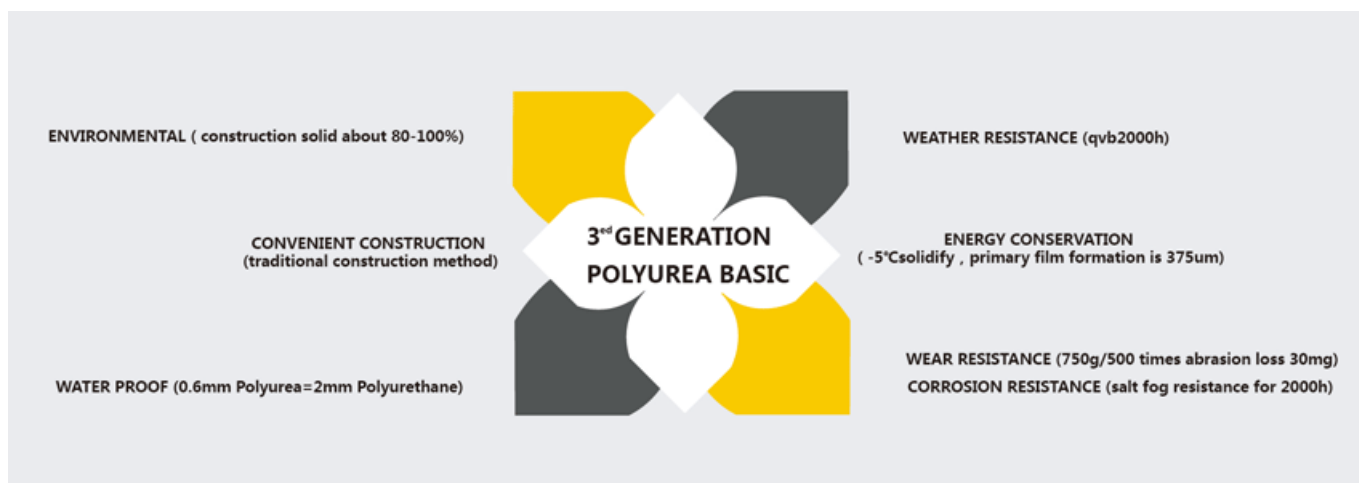 ENVIRONMENTAL ( construction solid about 80-100%)
CONVENIENT CONSTRUCTION
(traditional construction method)
WATER PROOF (0.6mm Polyurea=2mm Polyurethane)
3ed GENERATION
POLYUREA BASIC
WEATHER RESISTANCE (qvb2000h)
ENERGY CONSERVATION
( -5℃solidify , primary film formation is 375um)
WEAR RESISTANCE (750g/500 times abrasion loss 30mg)
CORROSION RESISTANCE (salt fog resistance for 2000h)